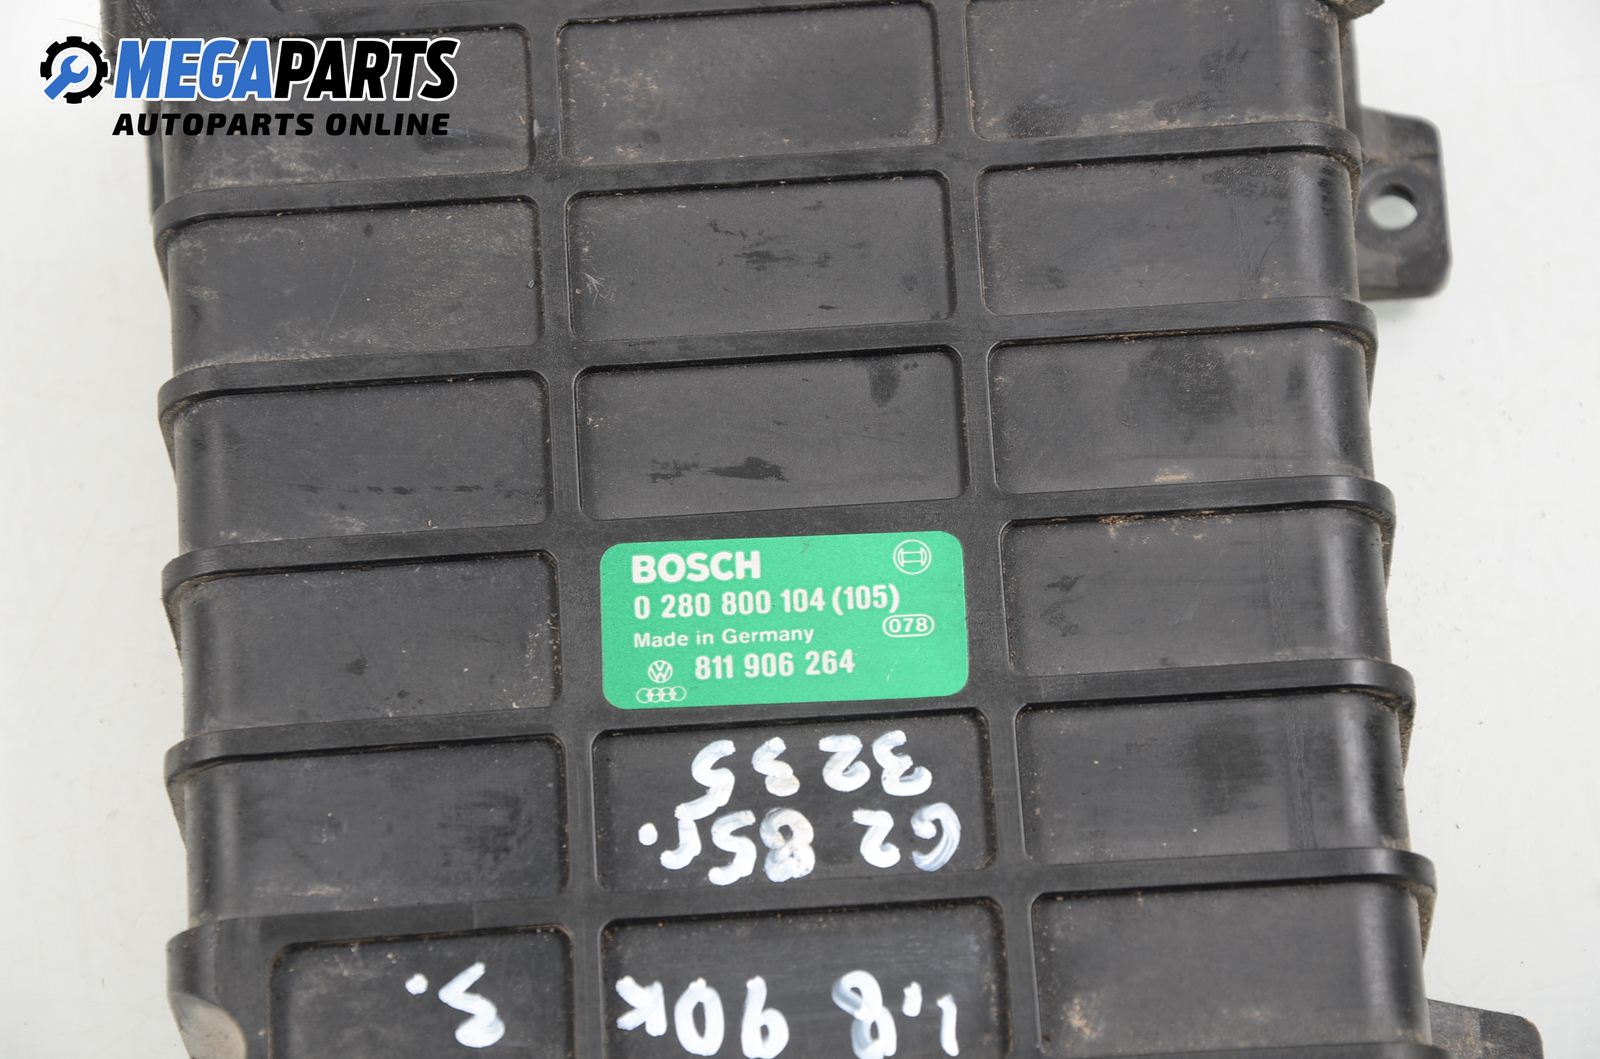 MEGAPARTS
AUTOPARTS ONLINE
BOSCH
0 280 800 104 (105)
Made in Germany 078
811 906 264
1.8 90к 3.
G2 85г.
3235